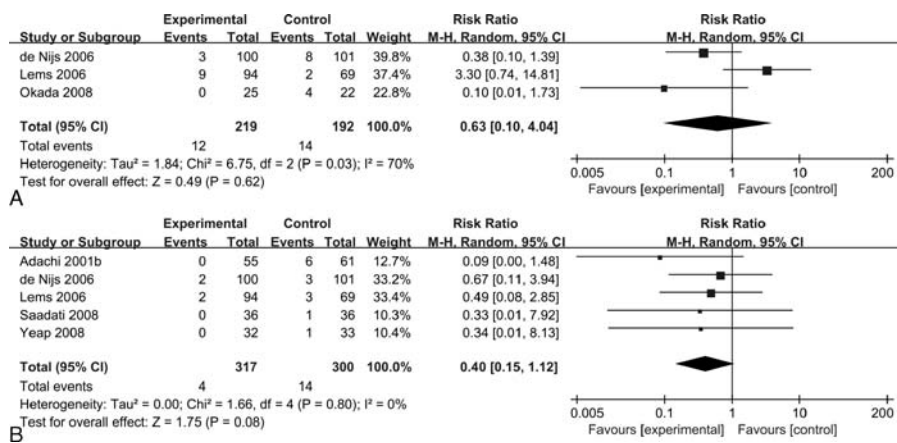 Experimental Control Risk Ratio Risk Ratio
Study or Subgroup Events Total Events Total Weight M-H, Random, 95% CI M-H, Random, 95% CI
de Nijs 2006 3 100 8 101 39.8% 0.38 [0.10, 1.39]
Lems 2006 9 94 2 69 37.4% 3.30 [0.74, 14.81]
Okada 2008 0 25 4 22 22.8% 0.10 [0.01, 1.73]
Total (95% CI) 219 192 100.0% 0.63 [0.10, 4.04]
Total events 12 14
Heterogeneity: Tau² = 1.84; Chi² = 6.75, df = 2 (P = 0.03); I² = 70%
Test for overall effect: Z = 0.49 (P = 0.62)
0.005 0.1 1 10 200
Favours [experimental] Favours [control]
A
Experimental Control Risk Ratio Risk Ratio
Study or Subgroup Events Total Events Total Weight M-H, Random, 95% CI M-H, Random, 95% CI
Adachi 2001b 0 55 6 61 12.7% 0.09 [0.00, 1.48]
de Nijs 2006 2 100 3 101 33.2% 0.67 [0.11, 3.94]
Lems 2006 2 94 3 69 33.4% 0.49 [0.08, 2.85]
Saadati 2008 0 36 1 36 10.3% 0.33 [0.01, 7.92]
Yeap 2008 0 32 1 33 10.4% 0.34 [0.01, 8.13]
Total (95% CI) 317 300 100.0% 0.40 [0.15, 1.12]
Total events 4 14
Heterogeneity: Tau² = 0.00; Chi² = 1.66, df = 4 (P = 0.80); I² = 0%
Test for overall effect: Z = 1.75 (P = 0.08)
0.005 0.1 1 10 200
Favours [experimental] Favours [control]
B